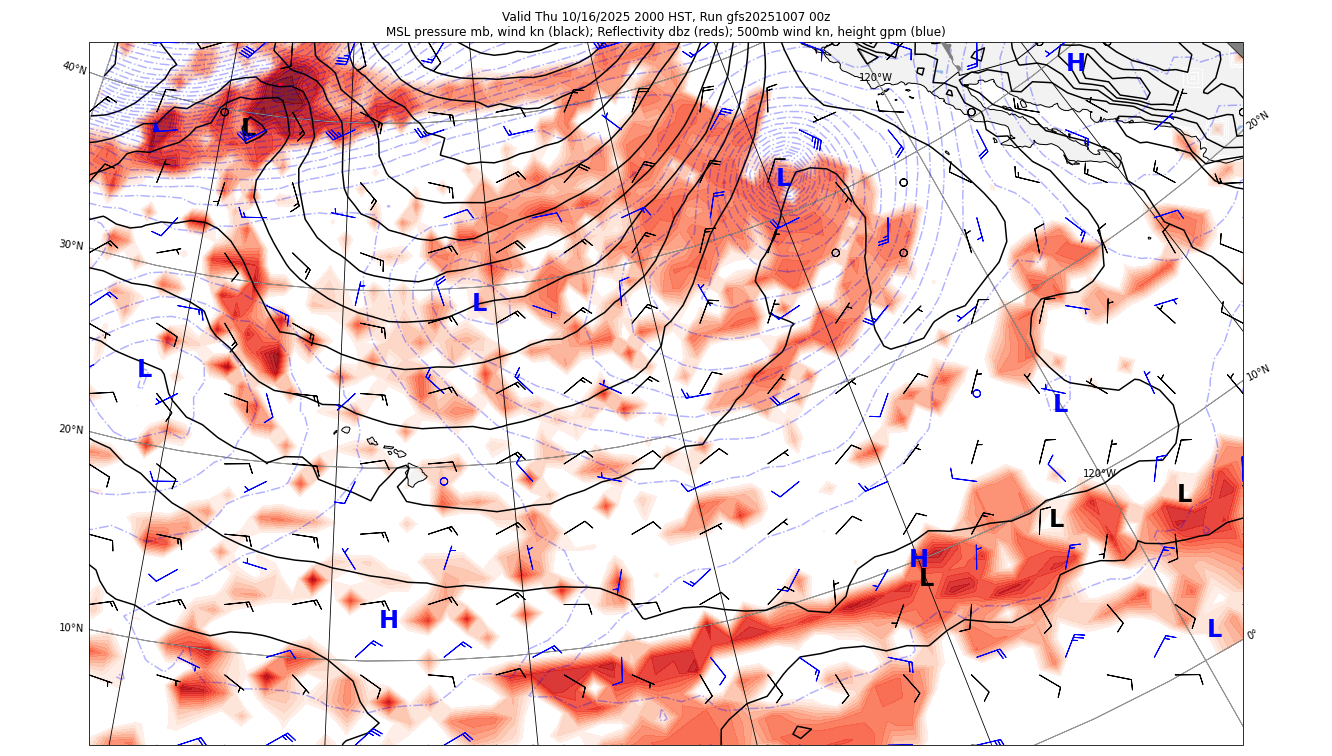 Valid Thu 10/16/2025 2000 HST, Run gfs20251007 00z
MSL pressure mb, wind kn (black); Reflectivity dbz (reds); 500mb wind kn, height gpm (blue)
H
40°N
120°W
20°N
L
L
30°N
L
L
10°N
L
20°N
120°W
L
L
H
L
H
10°N
L
0°